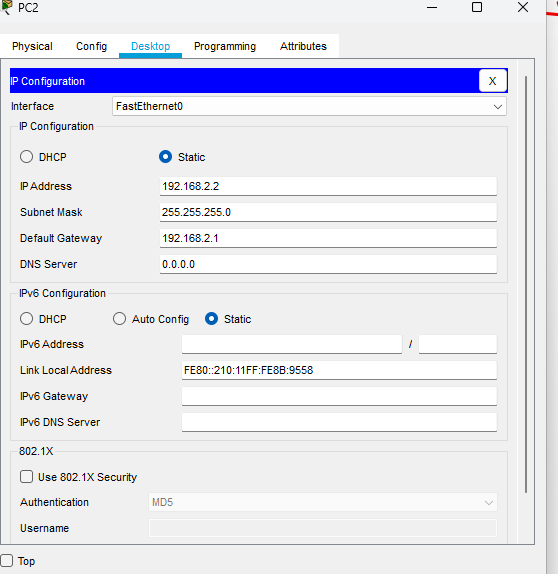 PC2
Physical Config Desktop Programming Attributes
IP Configuration X
Interface FastEthernet0
IP Configuration
DHCP Static
IP Address 192.168.2.2
Subnet Mask 255.255.255.0
Default Gateway 192.168.2.1
DNS Server 0.0.0.0
IPv6 Configuration
DHCP Auto Config Static
IPv6 Address /
Link Local Address FE80::210:11FF:FE8B:9558
IPv6 Gateway
IPv6 DNS Server
802.1X
Use 802.1X Security
Authentication MD5
Username
Top